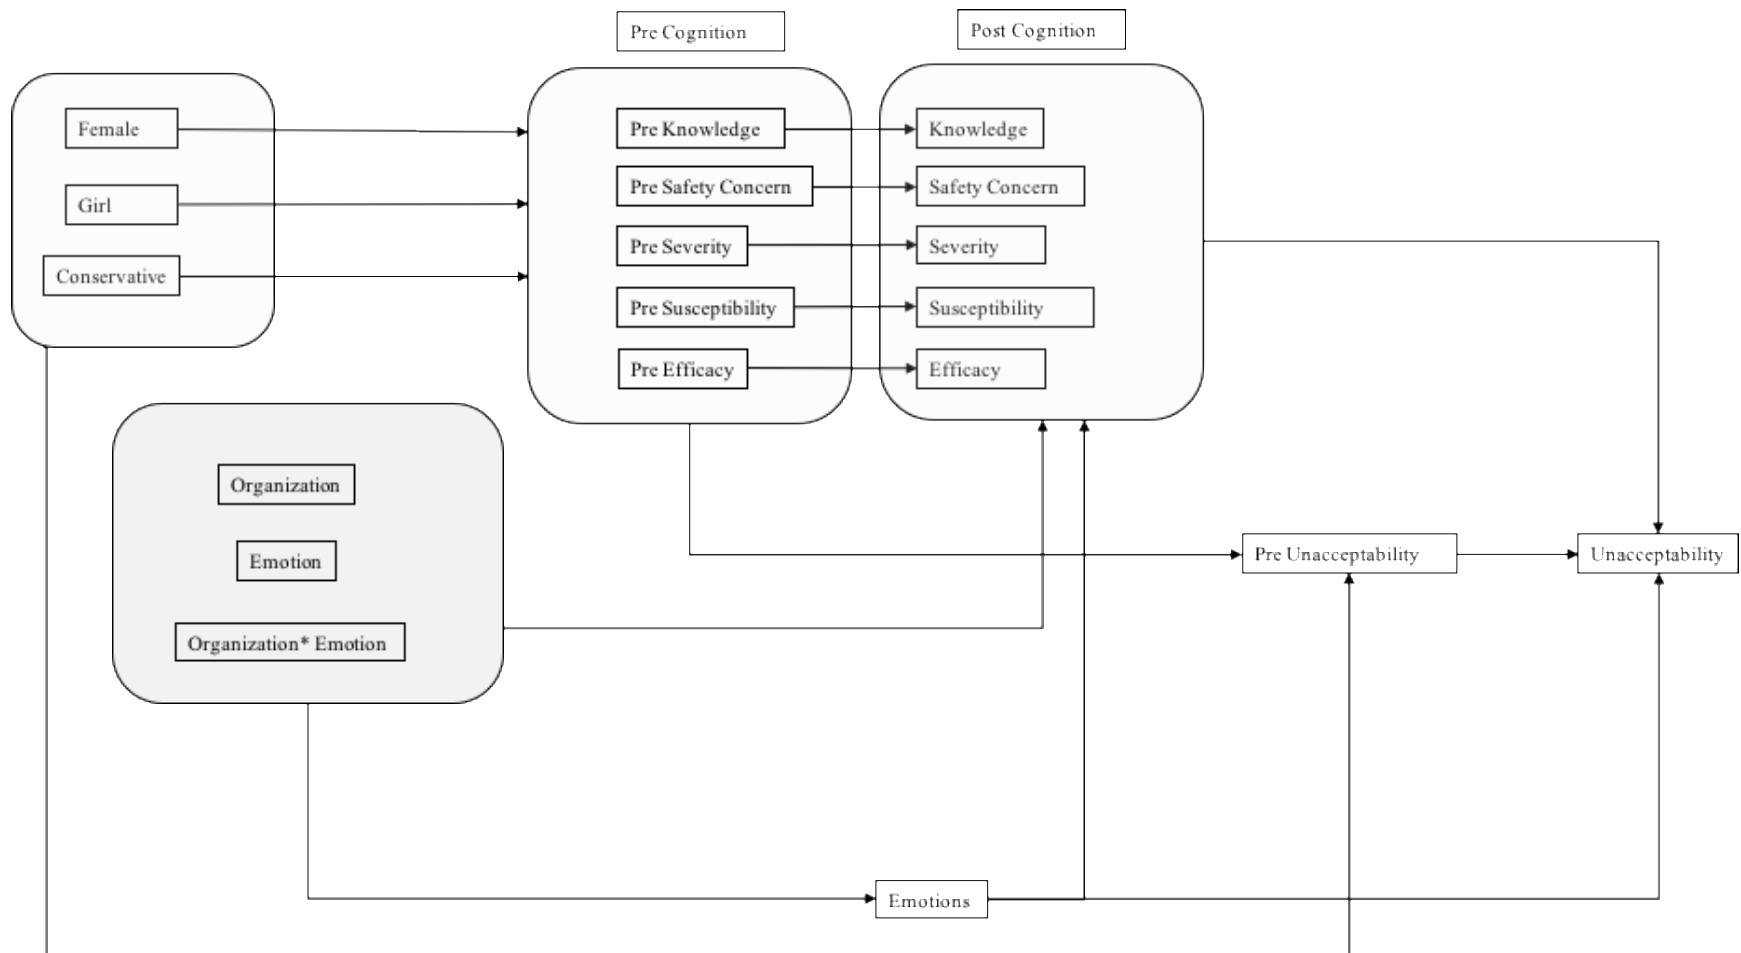 Pre Cognition
Post Cognition
Female
Girl
Conservative
Pre Knowledge
Pre Safety Concern
Pre Severity
Pre Susceptibility
Pre Efficacy
Knowledge
Safety Concern
Severity
Susceptibility
Efficacy
Organization
Emotion
Organization* Emotion
Pre Unacceptability
Unacceptability
Emotions